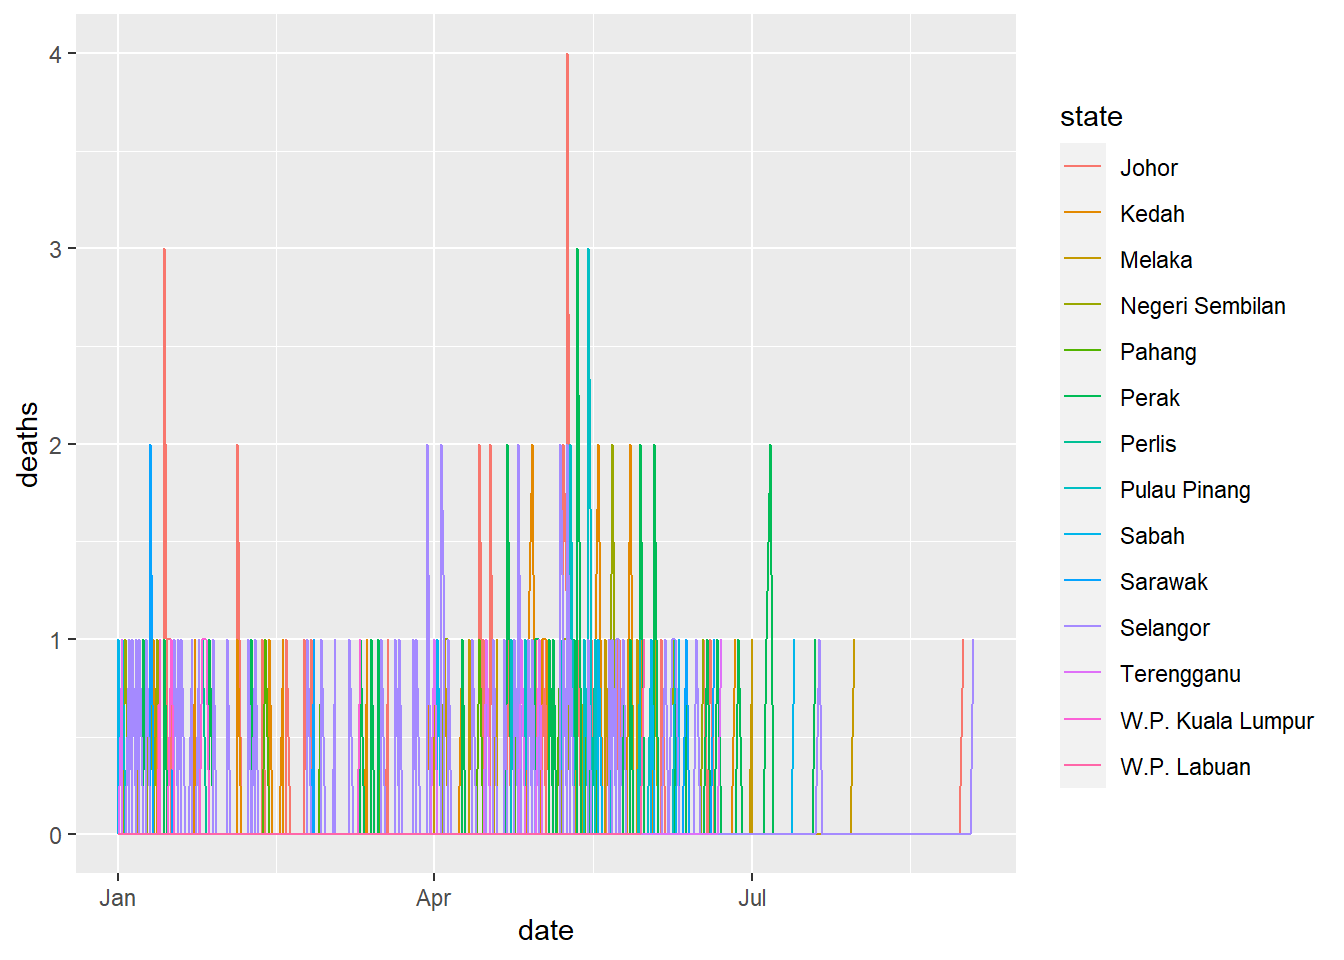 4
3
2
1
0
deaths
Jan
Apr
Jul
date
state
Johor
Kedah
Melaka
Negeri Sembilan
Pahang
Perak
Perlis
Pulau Pinang
Sabah
Sarawak
Selangor
Terengganu
W.P. Kuala Lumpur
W.P. Labuan